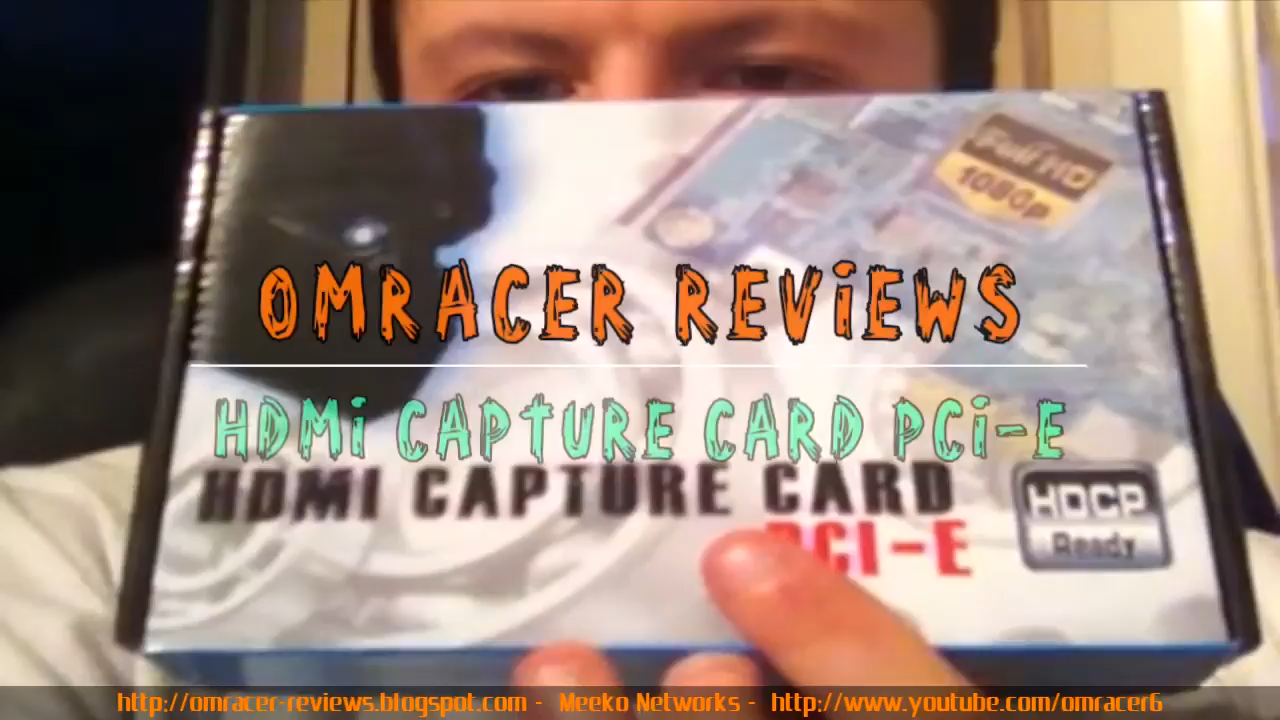 Full HD
1080p
OMRACER REViEWS
HDMi CAPTURE CARD PCi-E
HDMI CAPTURE CARD
PCI-E
HDCP
Ready
http://omracer-reviews.blogspot.com - Meeko Networks - http://www.youtube.com/omracer6